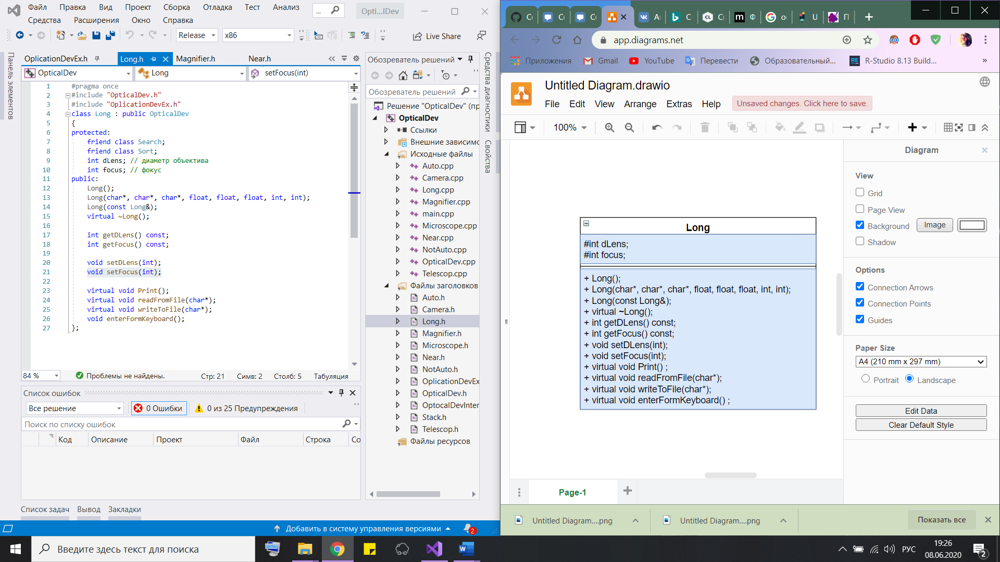 Файл Правка Вид Проект Сборка Отладка Тест Анализ ... Opti...lDev
Средства Расширения Окно Справка
Release x86 Live Share
Панель элементов
OplicationDevEx.h Long.h Magnifier.h Near.h
OpticalDev Long setFocus(int)
1 #pragma once
2 #include "OpticalDev.h"
3 #include "OplicationDevEx.h"
4 class Long : public OpticalDev
5 {
6 protected:
7 friend class Search;
8 friend class Sort;
9 int dLens; // диаметр объектива
10 int focus; // фокус
11 public:
12 Long();
13 Long(char*, char*, char*, float, float, float, int, int);
14 Long(const Long&);
15 virtual ~Long();
16
17 int getDLens() const;
18 int getFocus() const;
19
20 void setDLens(int);
21 void setFocus(int);
22
23 virtual void Print();
24 virtual void readFromFile(char*);
25 virtual void writeToFile(char*);
26 void enterFormKeyboard();
27 };
84 % Проблемы не найдены. Стр: 21 Симв: 2 Столб: 5 Табуляция
Список ошибок
Все решение 0 Ошибки 0 из 25 Предупреждения
Поиск по списку ошибок
Код Описание Проект Файл Строка Со
Список задач Вывод Закладки
Обозреватель решений
Обозреватель решений
Решение "OpticalDev" (пр
OpticalDev
Ссылки
Внешние зависимо
Исходные файлы
Auto.cpp
Camera.cpp
Long.cpp
Magnifier.cpp
main.cpp
Microscope.cpp
Near.cpp
NotAuto.cpp
OpticalDev.cpp
Telescop.cpp
Файлы заголовков
Auto.h
Camera.h
Long.h
Magnifier.h
Microscope.h
Near.h
NotAuto.h
OplicationDevEx
OpticalDev.h
OptocalDevInter
Stack.h
Telescop.h
Файлы ресурсов
Средства диагностики
Свойства
Добавить в систему управления версиями 2
app.diagrams.net
Приложения Gmail YouTube Перевести Образовательный... R-Studio 8.13 Build... »
Untitled Diagram.drawio
File Edit View Arrange Extras Help Unsaved changes. Click here to save.
100%
Long
#int dLens;
#int focus;
+ Long();
+ Long(char*, char*, char*, float, float, float, int, int);
+ Long(const Long&);
+ virtual ~Long();
+ int getDLens() const;
+ int getFocus() const;
+ void setDLens(int);
+ void setFocus(int);
+ virtual void Print() ;
+ virtual void readFromFile(char*);
+ virtual void writeToFile(char*);
+ virtual void enterFormKeyboard() ;
Diagram
View
Grid
Page View
Background Image
Shadow
Options
Connection Arrows
Connection Points
Guides
Paper Size
A4 (210 mm x 297 mm)
Portrait Landscape
Edit Data
Clear Default Style
Page-1
Untitled Diagram....png Untitled Diagram....png Показать все
Введите здесь текст для поиска
РУС 19:26
08.06.2020 2